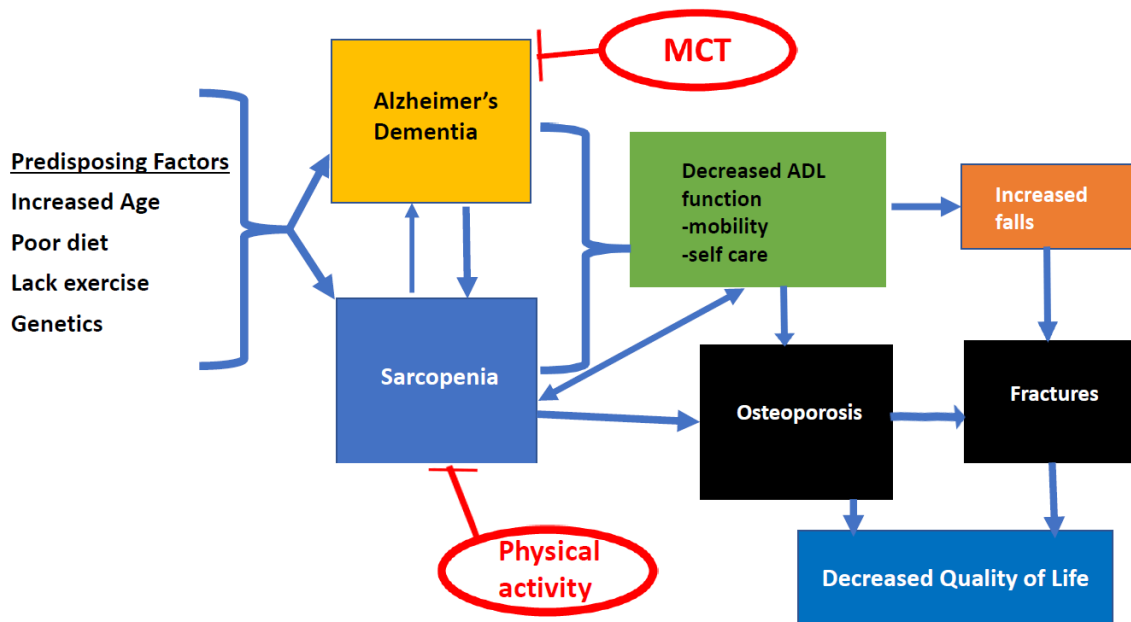 MCT
Alzheimer's
Dementia
Predisposing Factors
Increased Age
Poor diet
Lack exercise
Genetics
Decreased ADL
function
-mobility
-self care
Increased
falls
Sarcopenia
Osteoporosis
Fractures
Physical
activity
Decreased Quality of Life